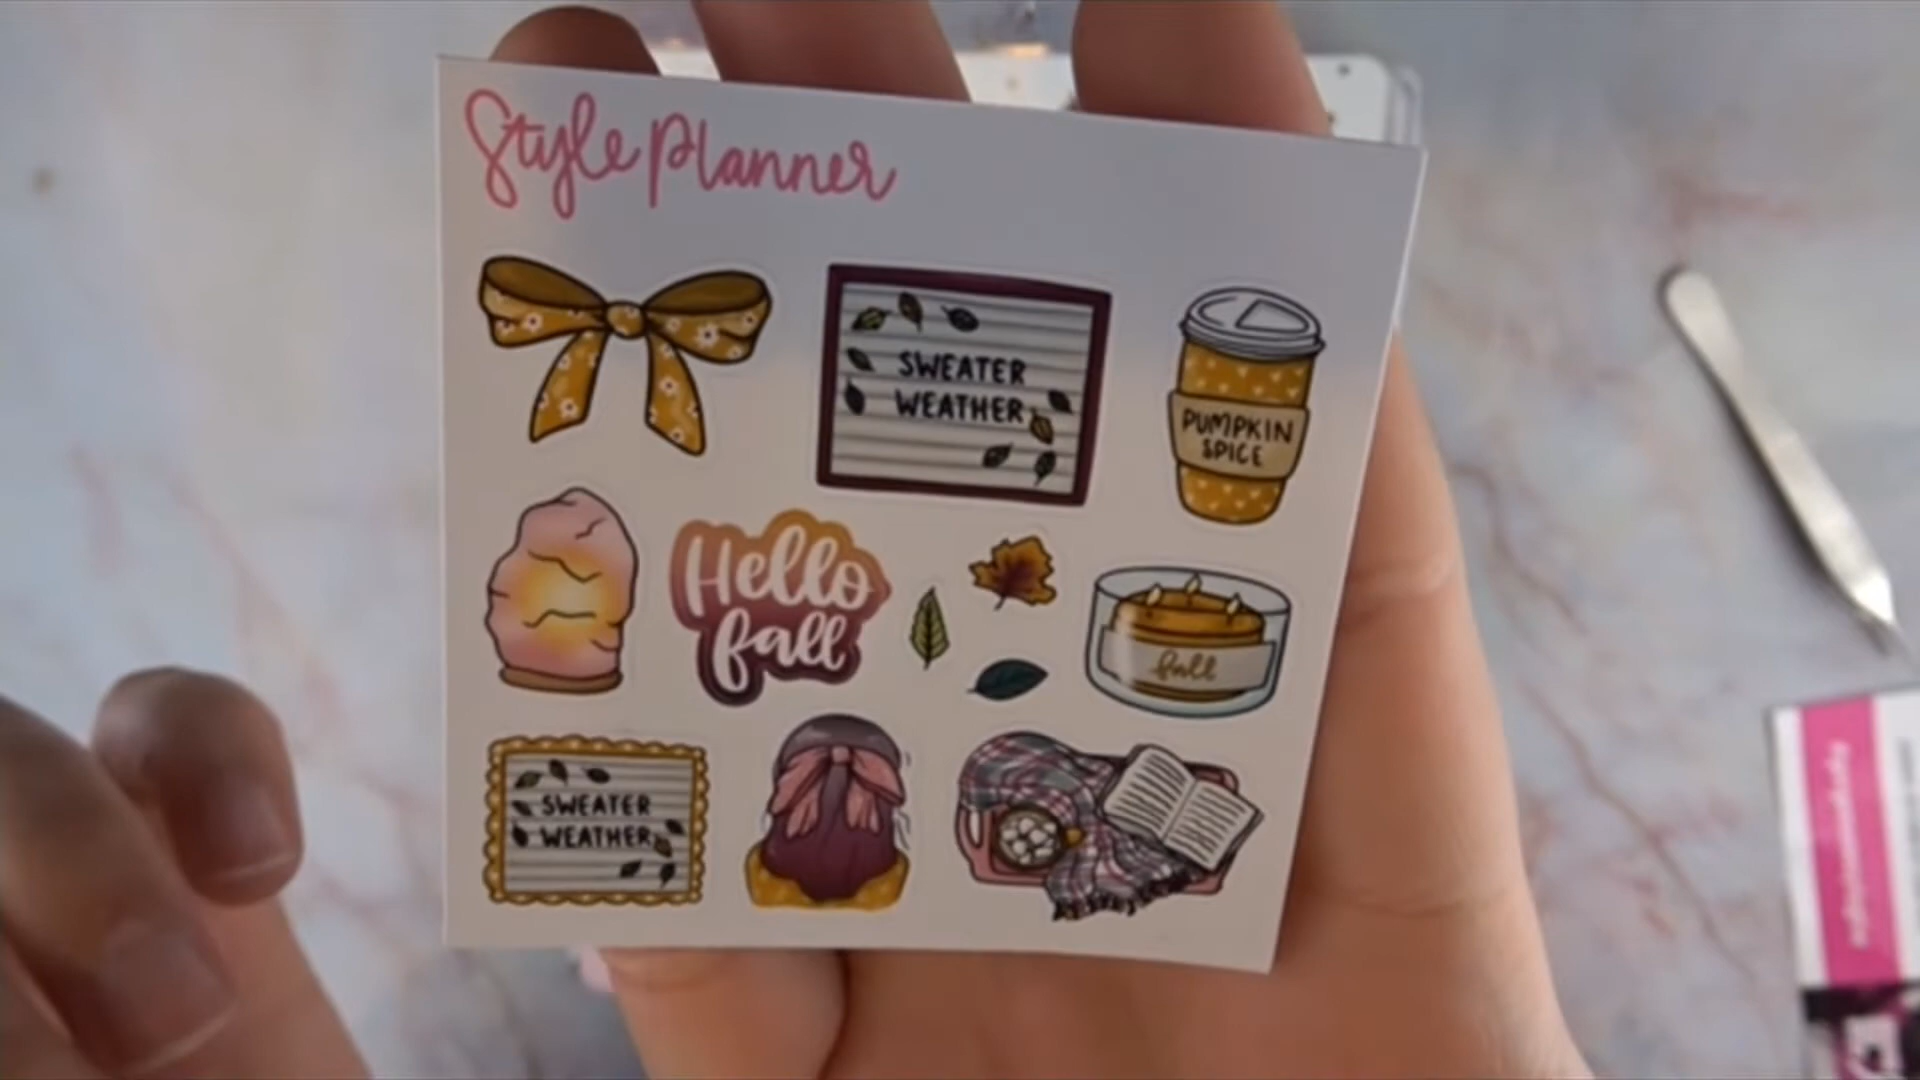 Style Planner
SWEATER
WEATHER
PUMPKIN
SPICE
Hello
fall
fall
SWEATER
WEATHER